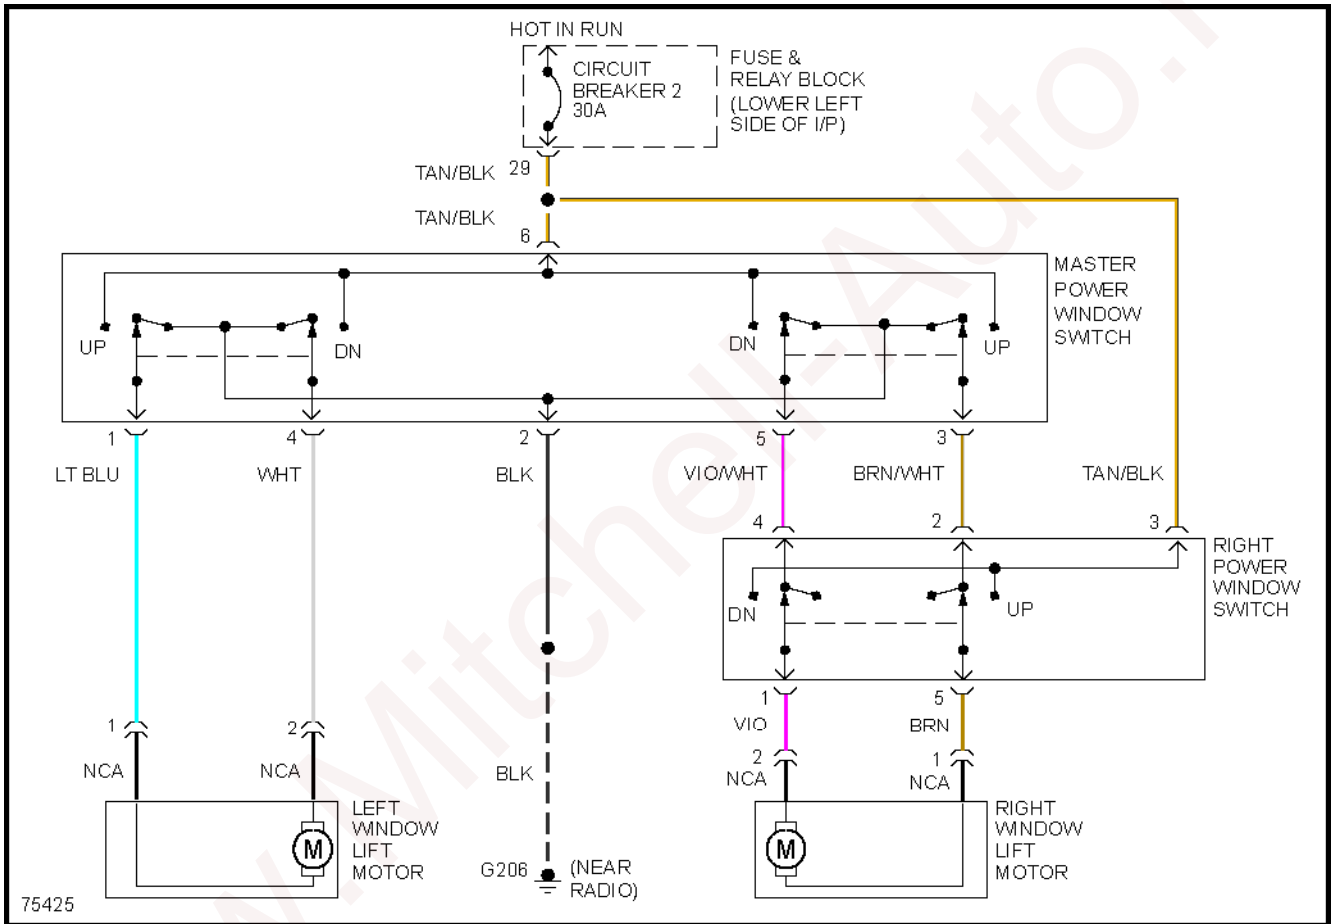 HOT IN RUN
CIRCUIT
BREAKER 2
30A
FUSE &
RELAY BLOCK
(LOWER LEFT
SIDE OF I/P)
TAN/BLK 29
TAN/BLK
6
MASTER
POWER
WINDOW
SWITCH
UP
DN
DN
UP
1
4
2
5
3
LT BLU
WHT
BLK
VIO/WHT
BRN/WHT
TAN/BLK
4
2
3
RIGHT
POWER
WINDOW
SWITCH
DN
UP
1
5
VIO
BRN
1
2
2
1
NCA
NCA
BLK
NCA
NCA
LEFT
WINDOW
LIFT
MOTOR
M
RIGHT
WINDOW
LIFT
MOTOR
M
G206
(NEAR
RADIO)
75425
w.Mitchell-Auto.r